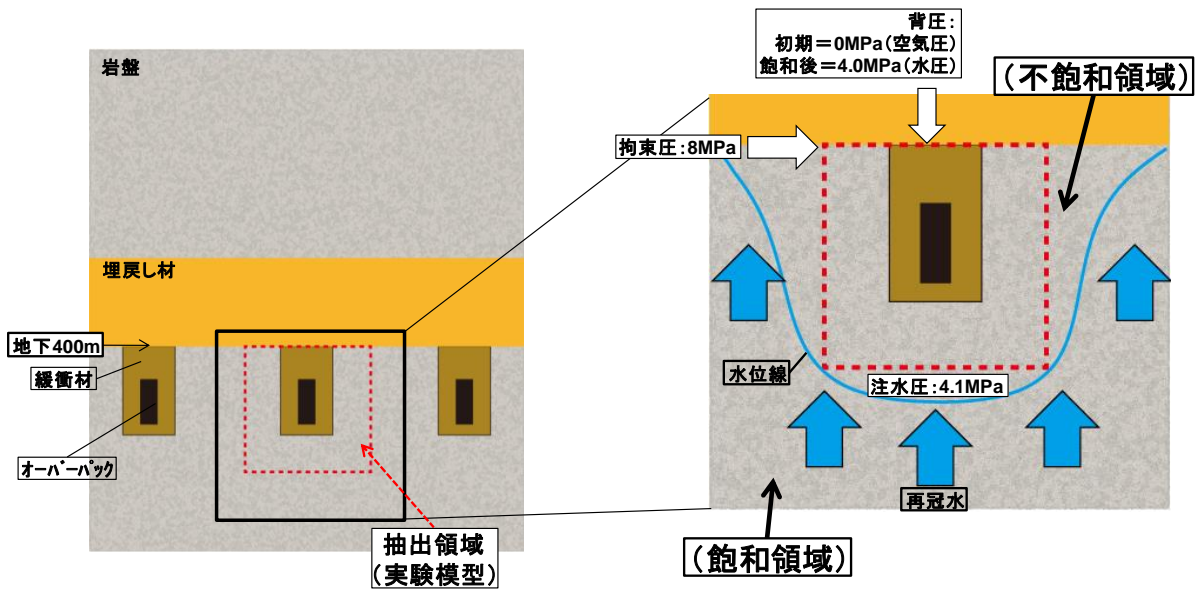 岩盤
埋戻し材
地下400m
緩衝材
オーバーパック
抽出領域
(実験模型)
背圧:
初期=0MPa(空気圧)
飽和後=4.0MPa(水圧)
(不飽和領域)
拘束圧:8MPa
水位線
注水圧:4.1MPa
再冠水
(飽和領域)